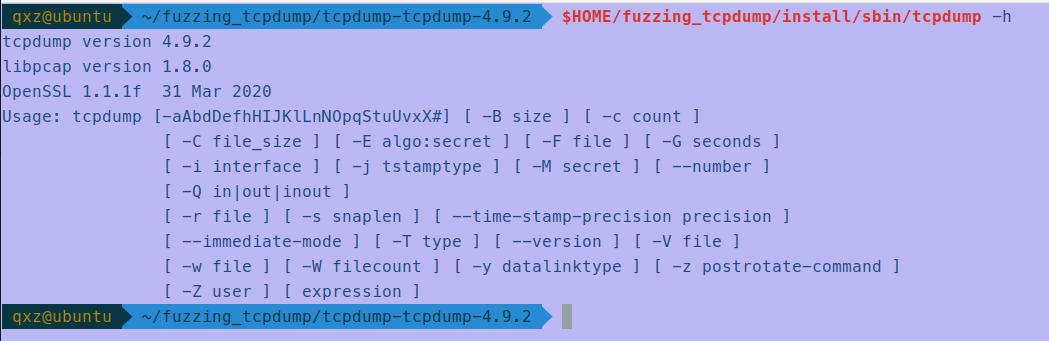 qxz@ubuntu ~/fuzzing_tcpdump/tcpdump-tcpdump-4.9.2 $HOME/fuzzing_tcpdump/install/sbin/tcpdump -h
tcpdump version 4.9.2
libpcap version 1.8.0
OpenSSL 1.1.1f  31 Mar 2020
Usage: tcpdump [-aAbdDefhHIJKlLnNOpqStuUvxX#] [ -B size ] [ -c count ]
                [ -C file_size ] [ -E algo:secret ] [ -F file ] [ -G seconds ]
                [ -i interface ] [ -j tstamptype ] [ -M secret ] [ --number ]
                [ -Q in|out|inout ]
                [ -r file ] [ -s snaplen ] [ --time-stamp-precision precision ]
                [ --immediate-mode ] [ -T type ] [ --version ] [ -V file ]
                [ -w file ] [ -W filecount ] [ -y datalinktype ] [ -z postrotate-command ]
                [ -Z user ] [ expression ]
qxz@ubuntu ~/fuzzing_tcpdump/tcpdump-tcpdump-4.9.2